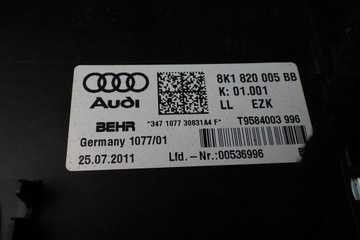 8K1 820 005 BB
K: 01.001
LL EZK
Audi
BEHR
*347 1077 30831A4 F*
T9584003 996
Germany 1077/01
25.07.2011
Lfd.-Nr.:00536996